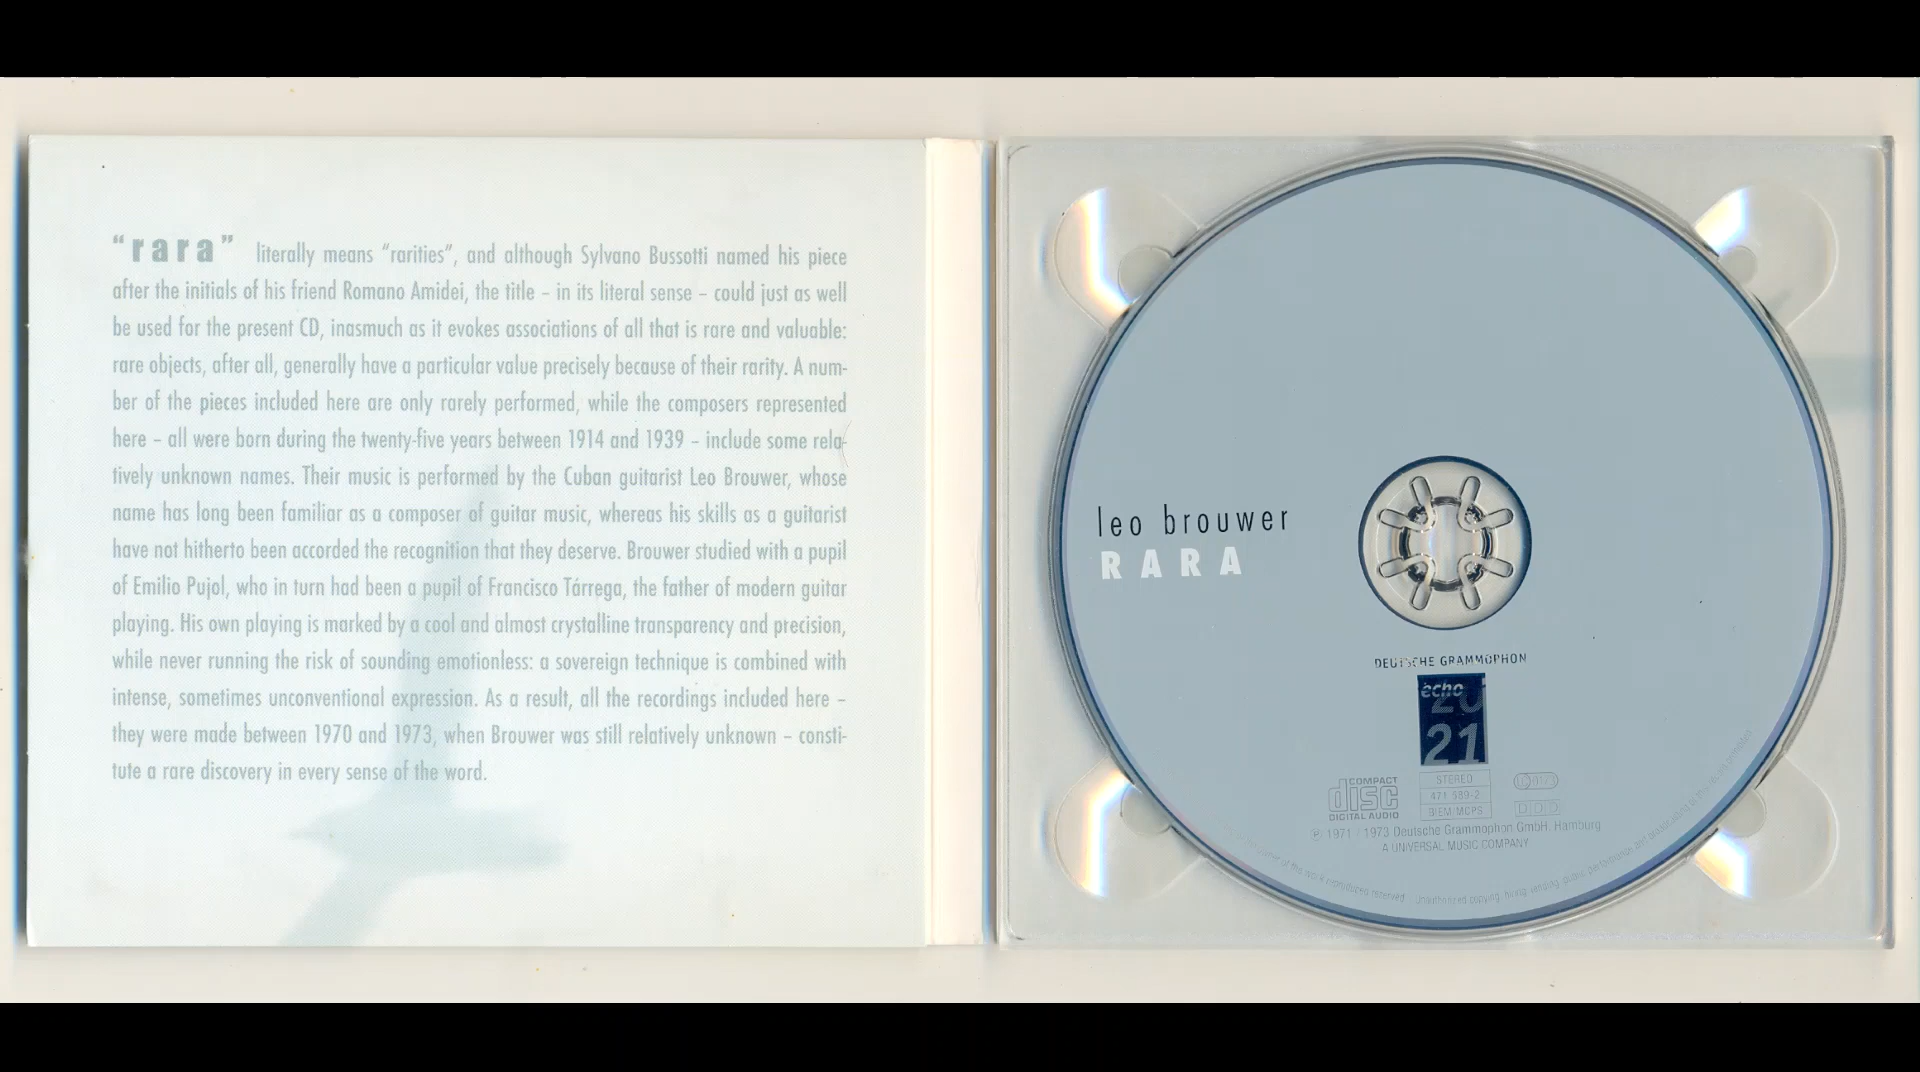 “rara” literally means “rarities”, and although Sylvano Bussotti named his piece
after the initials of his friend Romano Amidei, the title – in its literal sense – could just as well
be used for the present CD, inasmuch as it evokes associations of all that is rare and valuable:
rare objects, after all, generally have a particular value precisely because of their rarity. A num-
ber of the pieces included here are only rarely performed, while the composers represented
here – all were born during the twenty-five years between 1914 and 1939 – include some rela-
tively unknown names. Their music is performed by the Cuban guitarist Leo Brouwer, whose
name has long been familiar as a composer of guitar music, whereas his skills as a guitarist
have not hitherto been accorded the recognition that they deserve. Brouwer studied with a pupil
of Emilio Pujol, who in turn had been a pupil of Francisco Tárrega, the father of modern guitar
playing. His own playing is marked by a cool and almost crystalline transparency and precision,
while never running the risk of sounding emotionless: a sovereign technique is combined with
intense, sometimes unconventional expression. As a result, all the recordings included here –
they were made between 1970 and 1973, when Brouwer was still relatively unknown – consti-
tute a rare discovery in every sense of the word.
leo brouwer
RARA
DEUTSCHE GRAMMOPHON
echo
20
21
COMPACT
disc
DIGITAL AUDIO
STEREO
471 589-2
BIEM/MCPS
℗ 1971 / 1973 Deutsche Grammophon GmbH, Hamburg
A UNIVERSAL MUSIC COMPANY
of the work reproduced reserved. Unauthorized copying, hiring, lending, public performance and